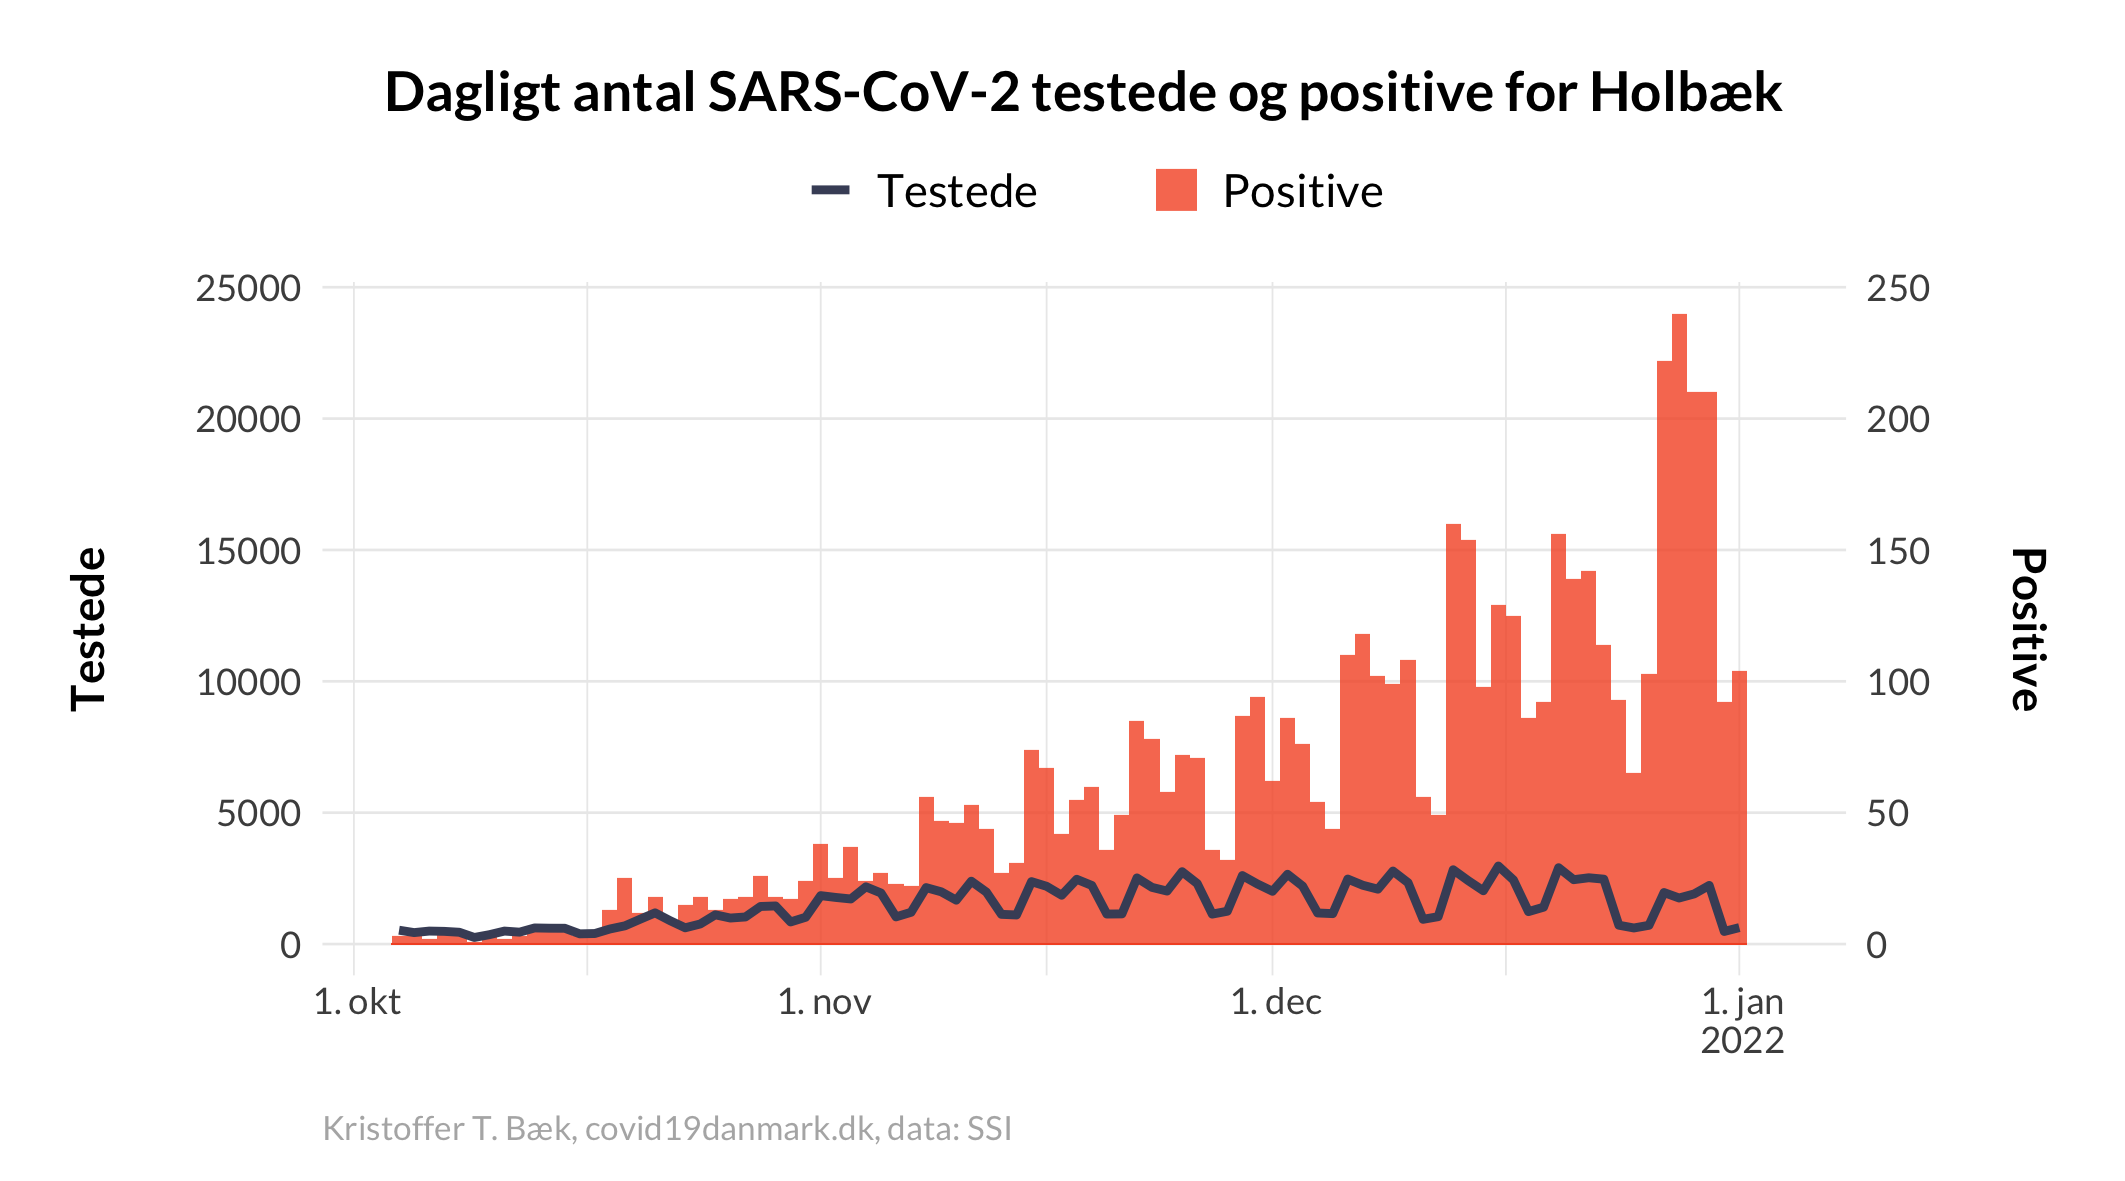 Dagligt antal SARS-CoV-2 testede og positive for Holbæk
Testede
Positive
25000
20000
15000
10000
5000
0
Testede
250
200
150
100
50
0
Positive
1. okt
1. nov
1. dec
1. jan
2022
Kristoffer T. Bæk, covid19danmark.dk, data: SSI